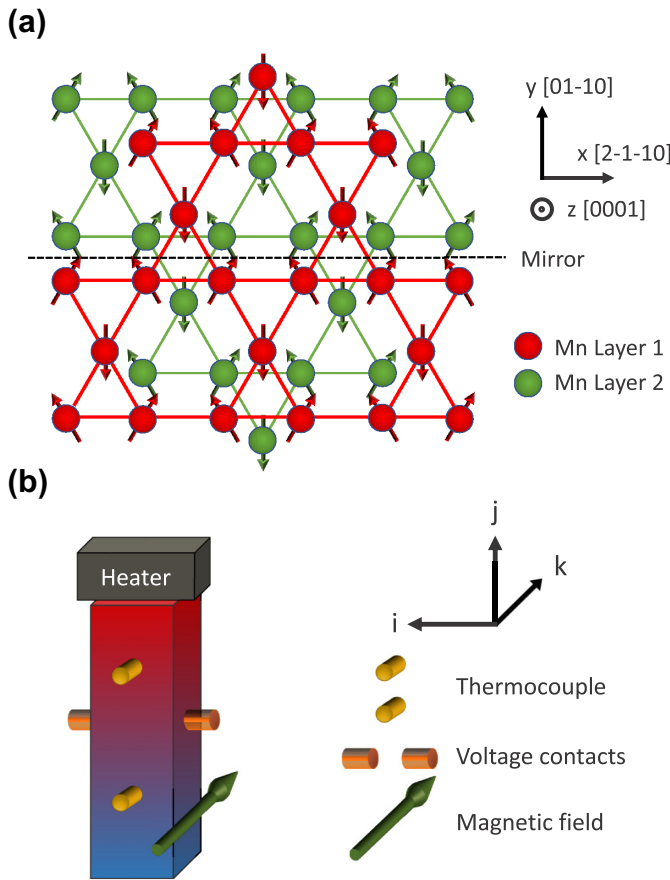 (a)
y [01-10]
x [2-1-10]
z [0001]
Mirror
Mn Layer 1
Mn Layer 2
(b)
Heater
j
k
i
Thermocouple
Voltage contacts
Magnetic field